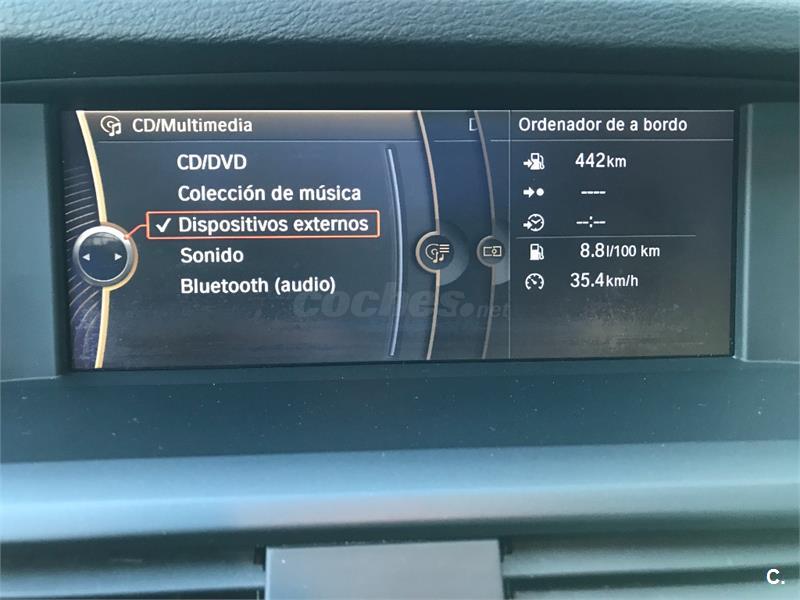 CD/Multimedia
CD/DVD
Colección de música
Dispositivos externos
Sonido
Bluetooth (audio)
D
Ordenador de a bordo
442km
----
--:--
8.8l/100 km
35.4km/h
coches.net
C.